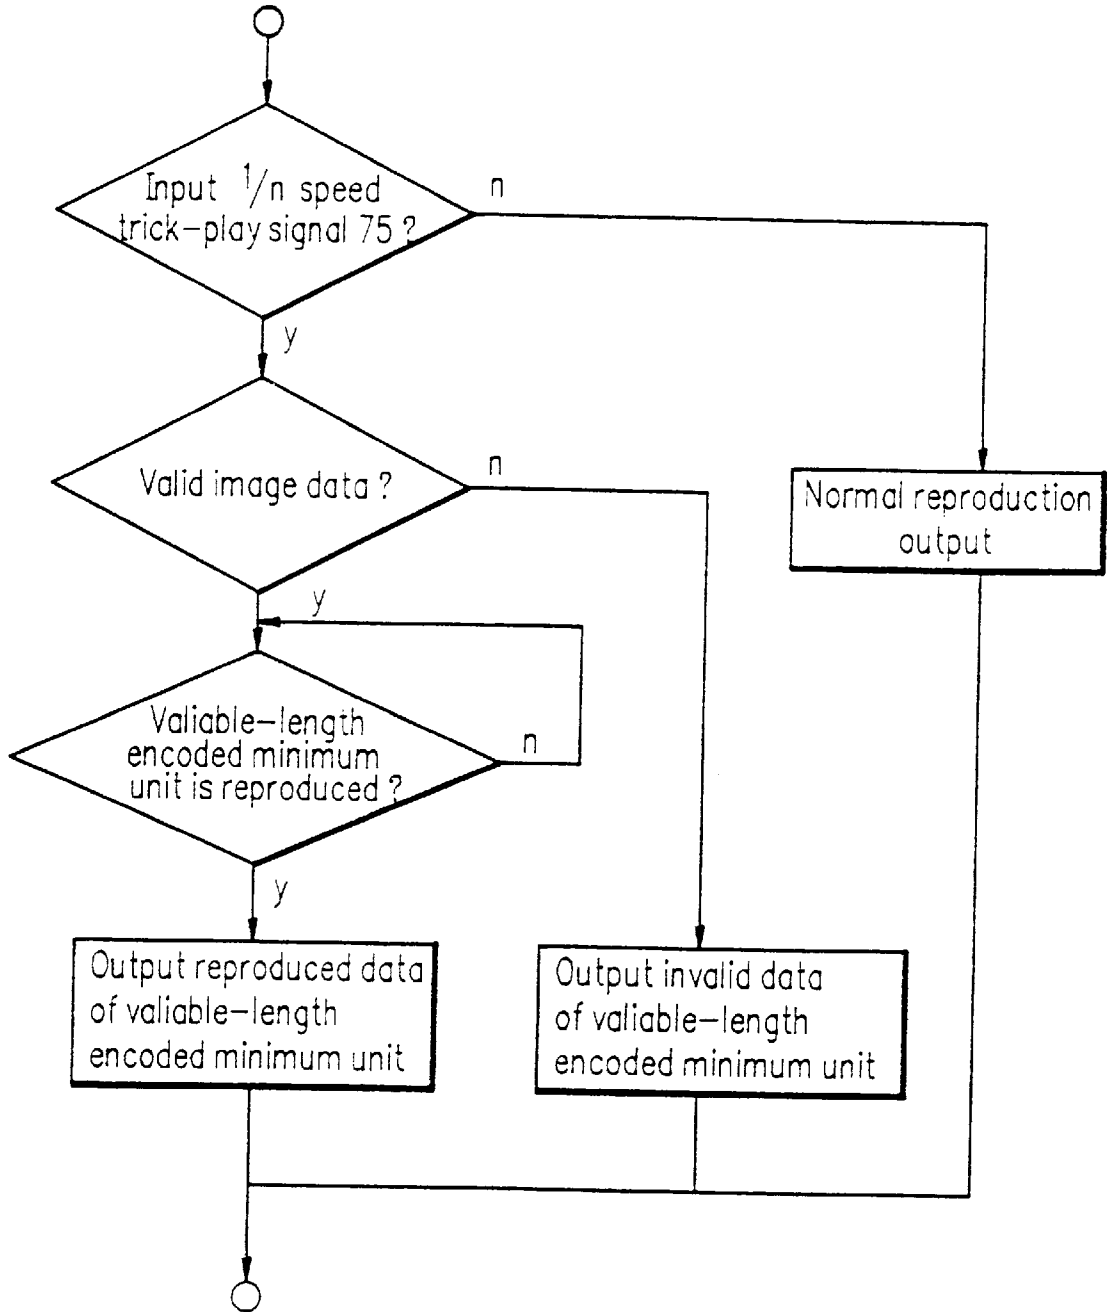 Input 1/n speed
trick-play signal 75 ?
n
y
Valid image data ?
n
Normal reproduction
output
y
Valiable-length
encoded minimum
unit is reproduced ?
n
y
Output reproduced data
of valiable-length
encoded minimum unit
Output invalid data
of valiable-length
encoded minimum unit